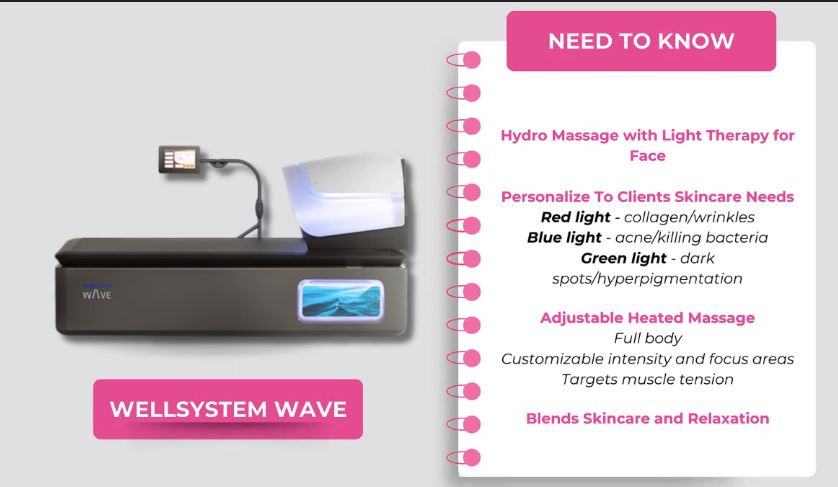 NEED TO KNOW
Hydro Massage with Light Therapy for
Face
Personalize To Clients Skincare Needs
Red light - collagen/wrinkles
Blue light - acne/killing bacteria
Green light - dark
spots/hyperpigmentation
Adjustable Heated Massage
Full body
Customizable intensity and focus areas
Targets muscle tension
Blends Skincare and Relaxation
WAVE
WELLSYSTEM WAVE